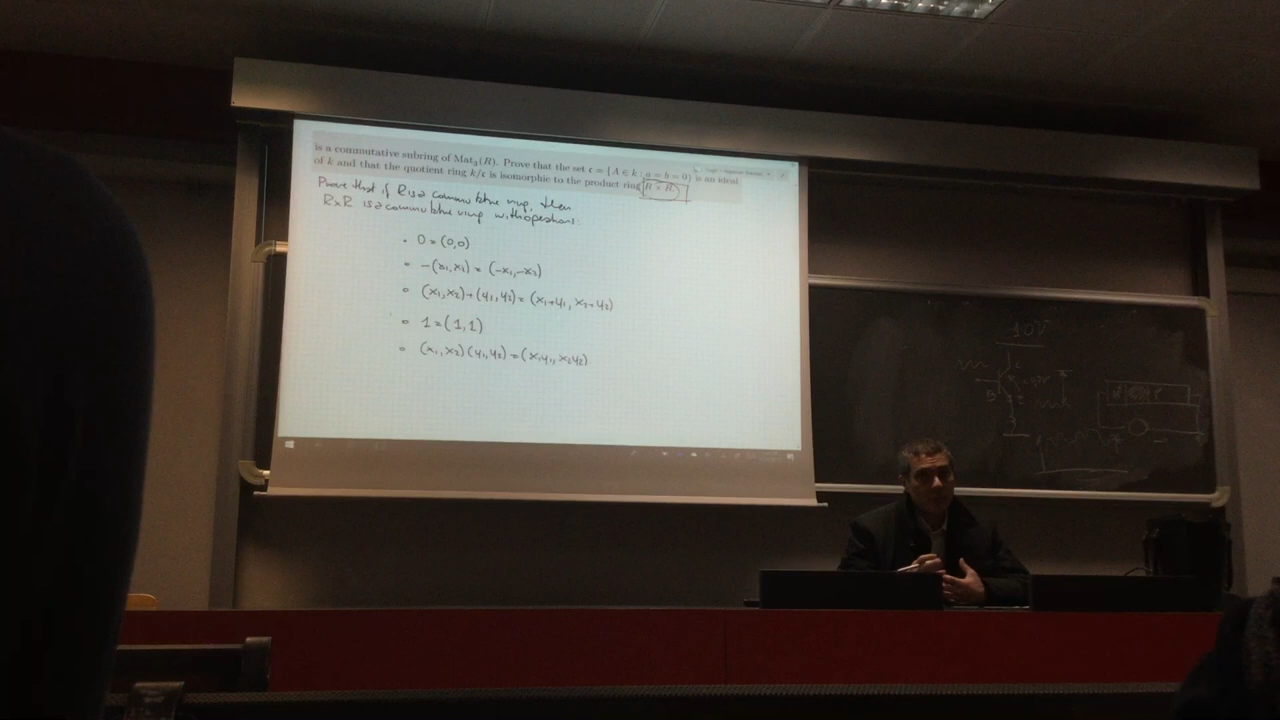 is a commutative subring of Mat₃(R). Prove that the set 𝔠 = {A ∈ k : a = b = 0} is an ideal
of k and that the quotient ring k/𝔠 is isomorphic to the product ring R × R.
Prove that if R is a commutative ring, then
R×R is a commutative ring with operations:
• 0 = (0,0)
• -(x₁,x₂) = (-x₁,-x₂)
• (x₁,x₂)+(y₁,y₂) = (x₁+y₁, x₂+y₂)
• 1 = (1,1)
• (x₁,x₂)(y₁,y₂) = (x₁y₁, x₂y₂)
10V
B